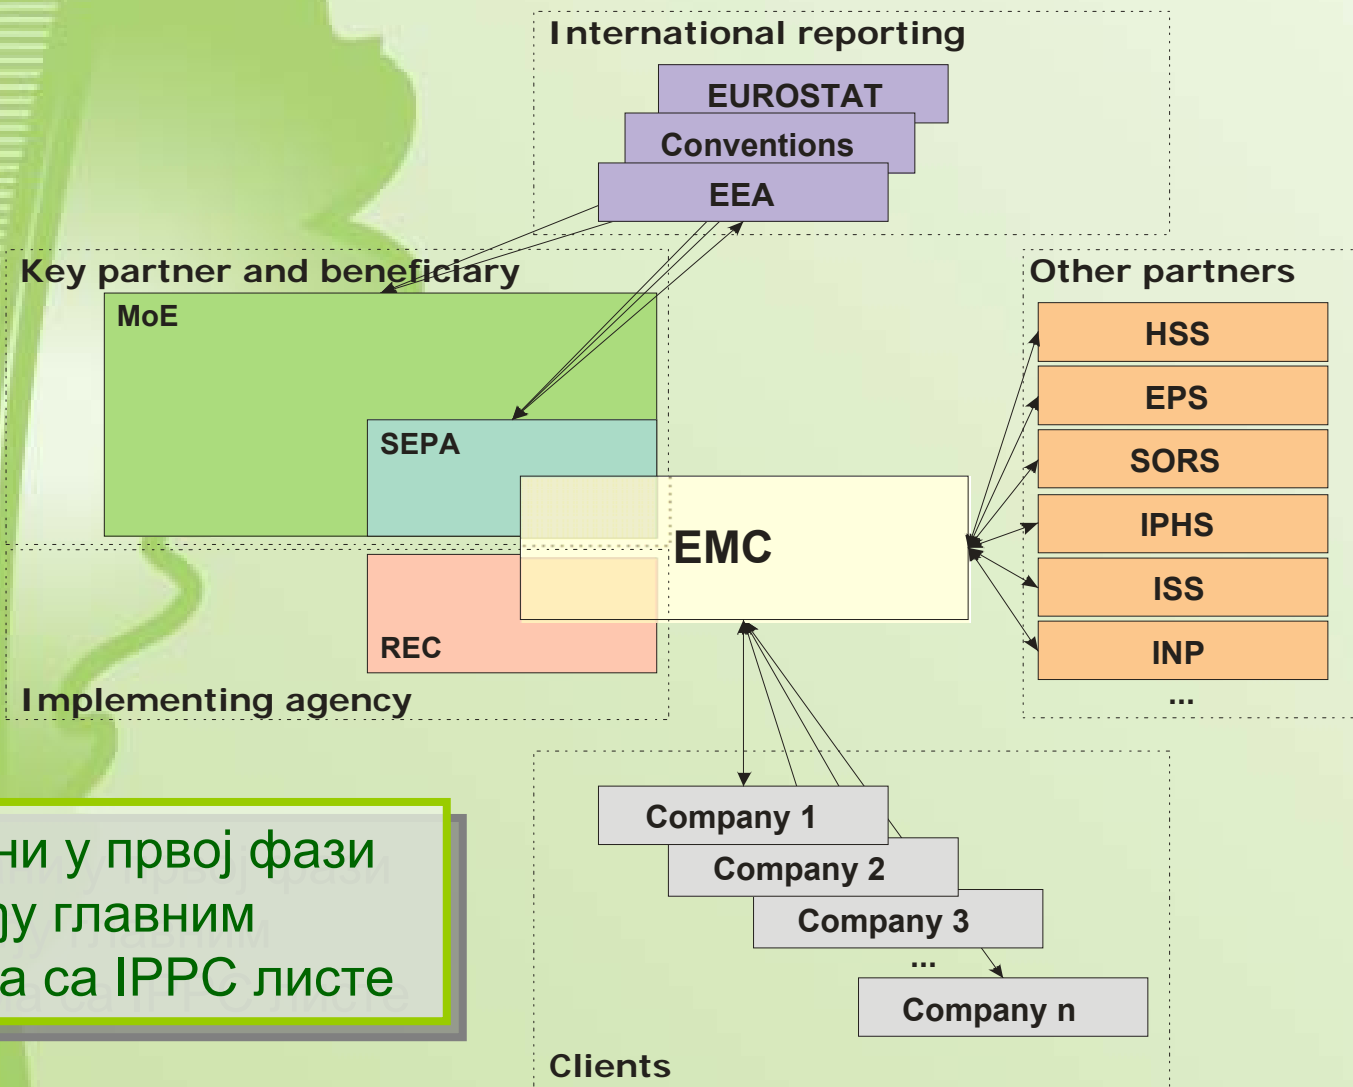 International reporting
EUROSTAT
Conventions
EEA
Key partner and beneficiary
MoE
SEPA
EMC
REC
Implementing agency
Other partners
HSS
EPS
SORS
IPHS
ISS
INP
...
Company 1
Company 2
Company 3
...
Company n
Clients
ни у првој фази
ђу главним
а са IPPC листе